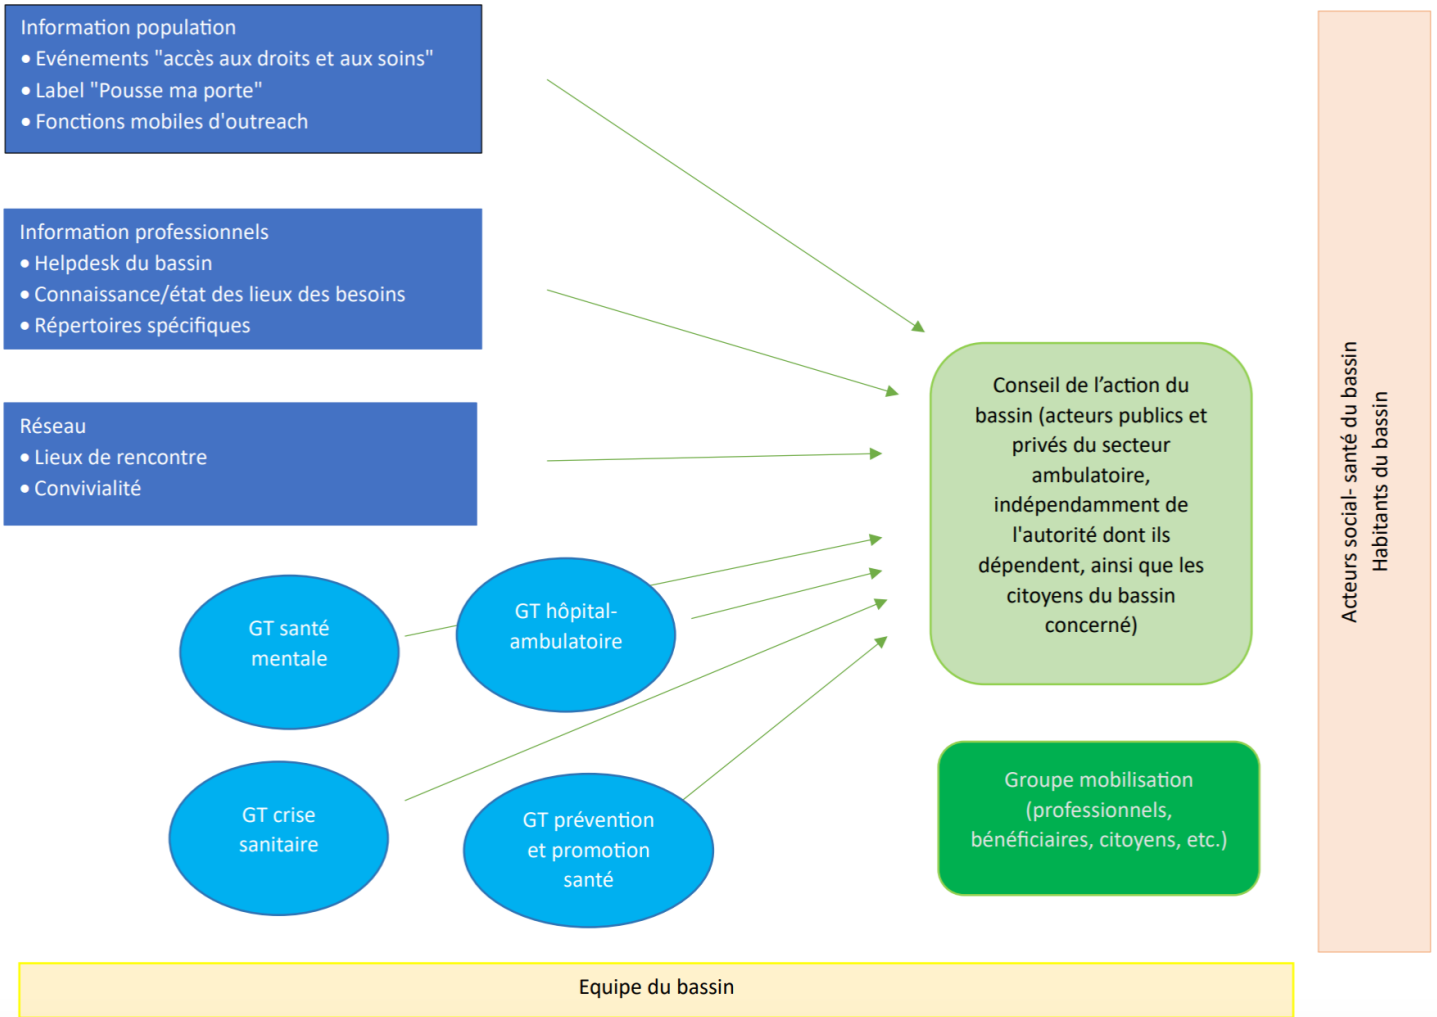 Information population
• Evénements "accès aux droits et aux soins"
• Label "Pousse ma porte"
• Fonctions mobiles d'outreach
Information professionnels
• Helpdesk du bassin
• Connaissance/état des lieux des besoins
• Répertoires spécifiques
Réseau
• Lieux de rencontre
• Convivialité
GT santé
mentale
GT hôpital-
ambulatoire
GT crise
sanitaire
GT prévention
et promotion
santé
Conseil de l’action du
bassin (acteurs publics et
privés du secteur
ambulatoire,
indépendamment de
l'autorité dont ils
dépendent, ainsi que les
citoyens du bassin
concerné)
Groupe mobilisation
(professionnels,
bénéficiaires, citoyens, etc.)
Acteurs social- santé du bassin
Habitants du bassin
Equipe du bassin